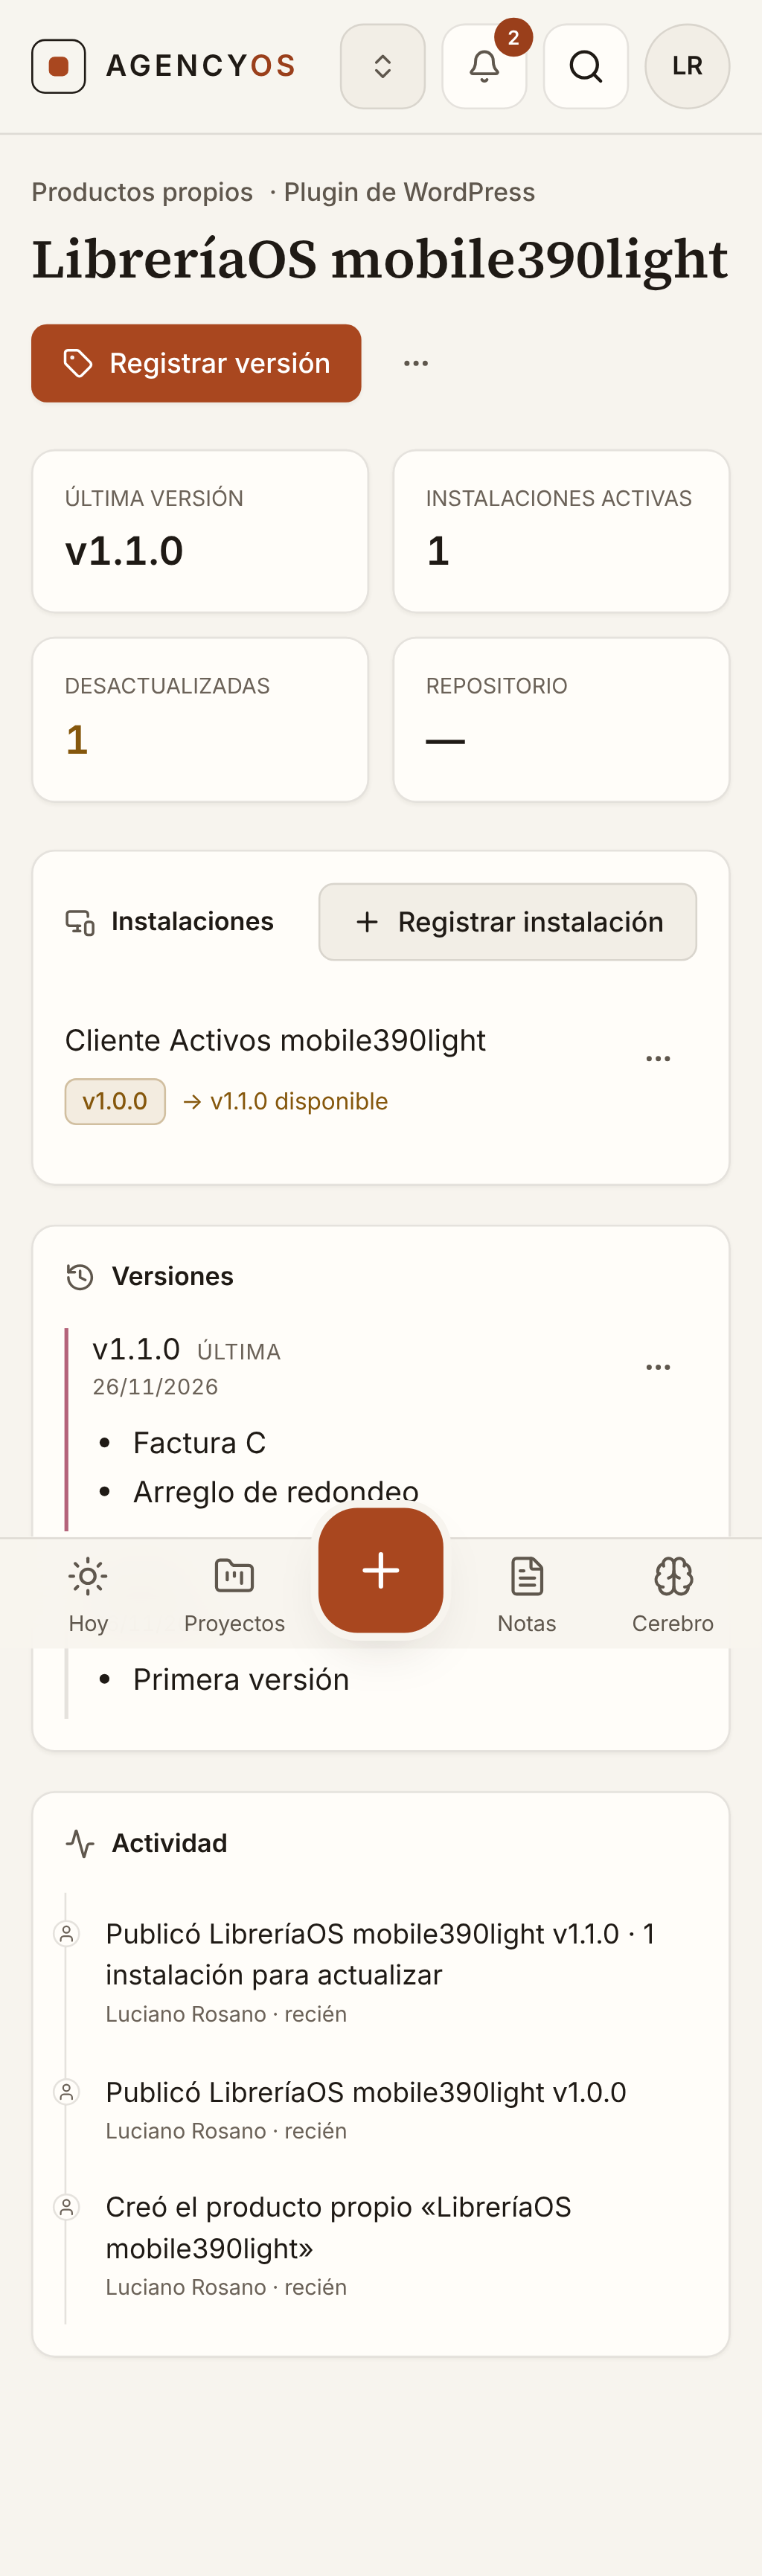 AGENCYOS
2
LR
Productos propios · Plugin de WordPress
LibreríaOS mobile390light
Registrar versión
ÚLTIMA VERSIÓN
v1.1.0
INSTALACIONES ACTIVAS
1
DESACTUALIZADAS
1
REPOSITORIO
—
Instalaciones
Registrar instalación
Cliente Activos mobile390light
v1.0.0 → v1.1.0 disponible
Versiones
v1.1.0 ÚLTIMA
26/11/2026
• Factura C
• Arreglo de redondeo
Hoy
Proyectos
Notas
Cerebro
• Primera versión
Actividad
Publicó LibreríaOS mobile390light v1.1.0 · 1
instalación para actualizar
Luciano Rosano · recién
Publicó LibreríaOS mobile390light v1.0.0
Luciano Rosano · recién
Creó el producto propio «LibreríaOS
mobile390light»
Luciano Rosano · recién